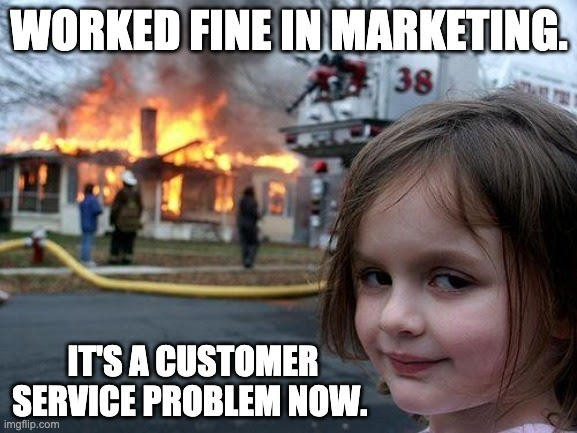 WORKED FINE IN MARKETING.
38
IT'S A CUSTOMER
SERVICE PROBLEM NOW.
imgflip.com